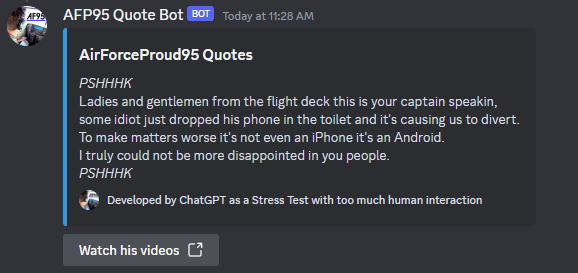 AFP95 Quote Bot BOT Today at 11:28 AM
AF95
AirForceProud95 Quotes
PSHHHK
Ladies and gentlemen from the flight deck this is your captain speakin,
some idiot just dropped his phone in the toilet and it's causing us to divert.
To make matters worse it's not even an iPhone it's an Android.
I truly could not be more disappointed in you people.
PSHHHK
Developed by ChatGPT as a Stress Test with too much human interaction
Watch his videos